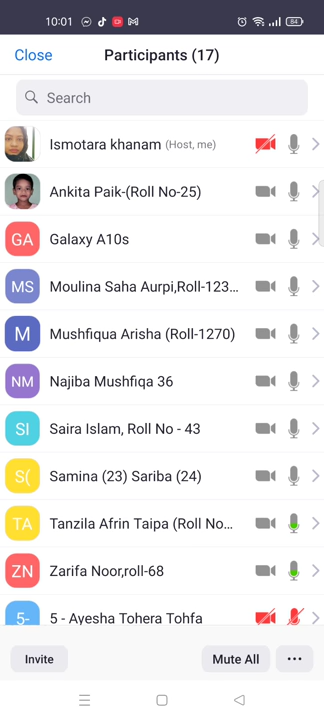 10:01
84
Close Participants (17)
Search
Ismotara khanam (Host, me)
Ankita Paik-(Roll No-25)
GA Galaxy A10s
MS Moulina Saha Aurpi,Roll-123...
M Mushfiqua Arisha (Roll-1270)
NM Najiba Mushfiqa 36
SI Saira Islam, Roll No - 43
S( Samina (23) Sariba (24)
TA Tanzila Afrin Taipa (Roll No...
ZN Zarifa Noor,roll-68
5- 5 - Ayesha Tohera Tohfa
Invite Mute All ...